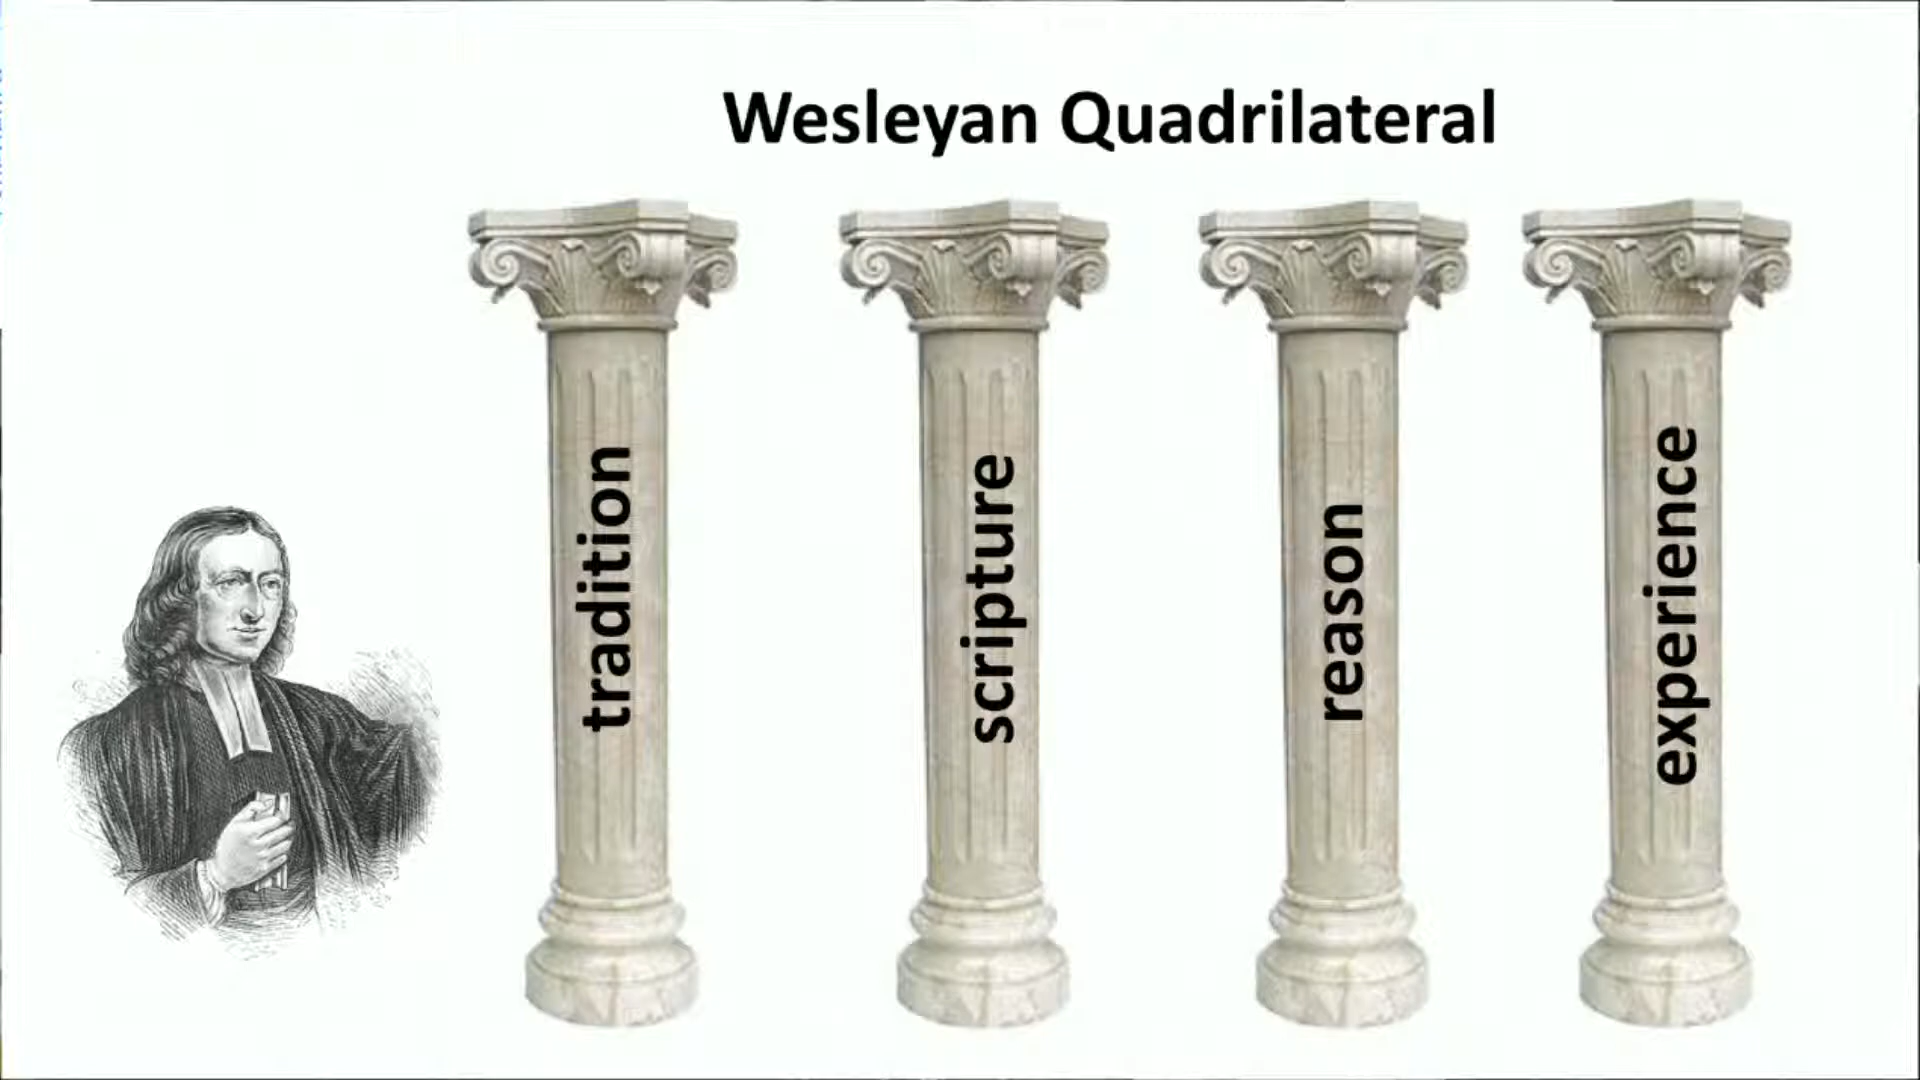 Wesleyan Quadrilateral
tradition
scripture
reason
experience